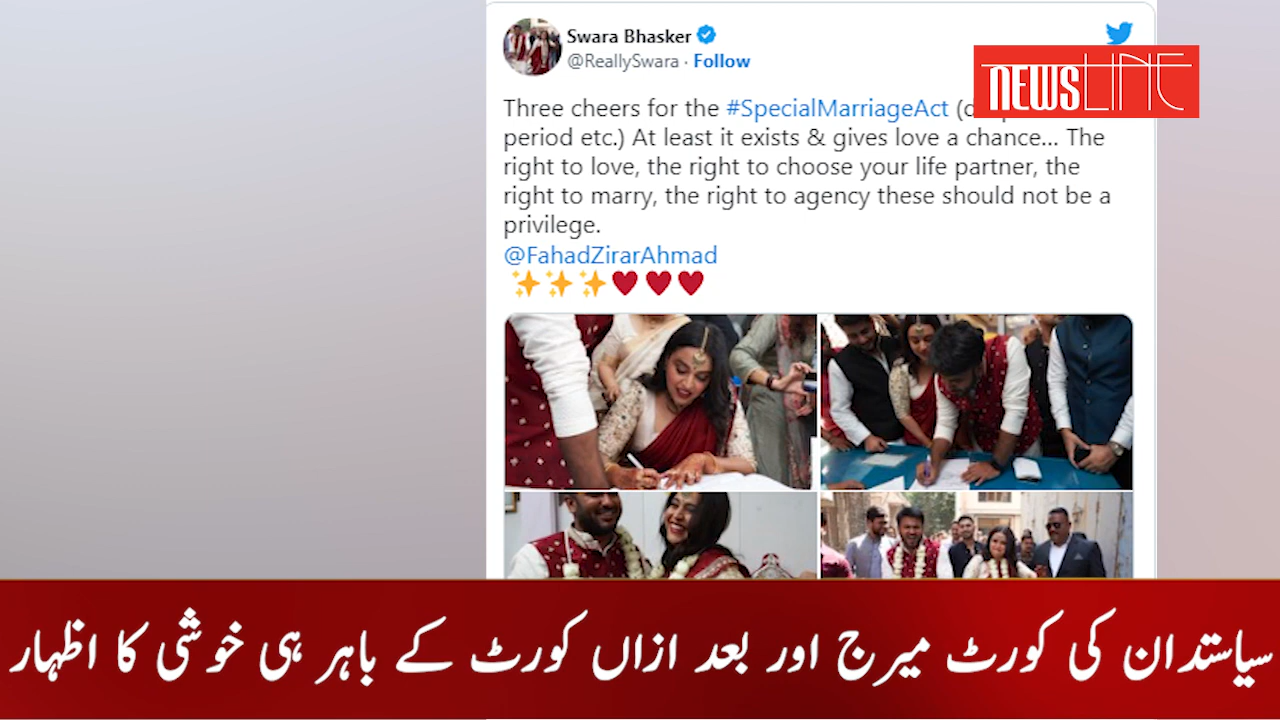 Swara Bhasker
@ReallySwara · Follow
NEWSLINE
Three cheers for the #SpecialMarriageAct
period etc.) At least it exists & gives love a chance... The
right to love, the right to choose your life partner, the
right to marry, the right to agency these should not be a
privilege.
@FahadZirarAhmad
✨✨✨♥♥♥
سیاستدان کی کورٹ میرج اور بعد ازاں کورٹ کے باہر ہی خوشی کا اظہار